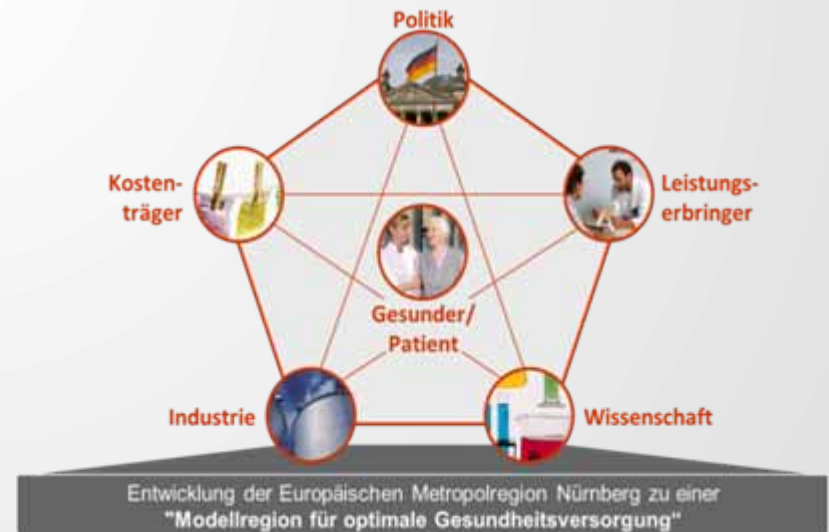 Politik
Kosten-
träger
Leistungs-
erbringer
Gesunder/
Patient
Industrie
Wissenschaft
Entwicklung der Europäischen Metropolregion Nürnberg zu einer
"Modellregion für optimale Gesundheitsversorgung“